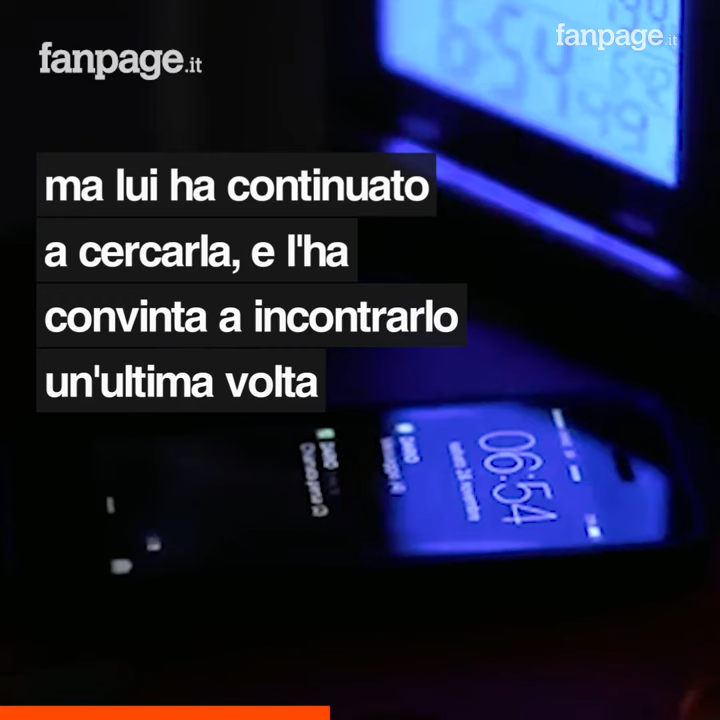 fanpage.it
fanpage.it
ma lui ha continuato
a cercarla, e l'ha
convinta a incontrarlo
un'ultima volta
06:54